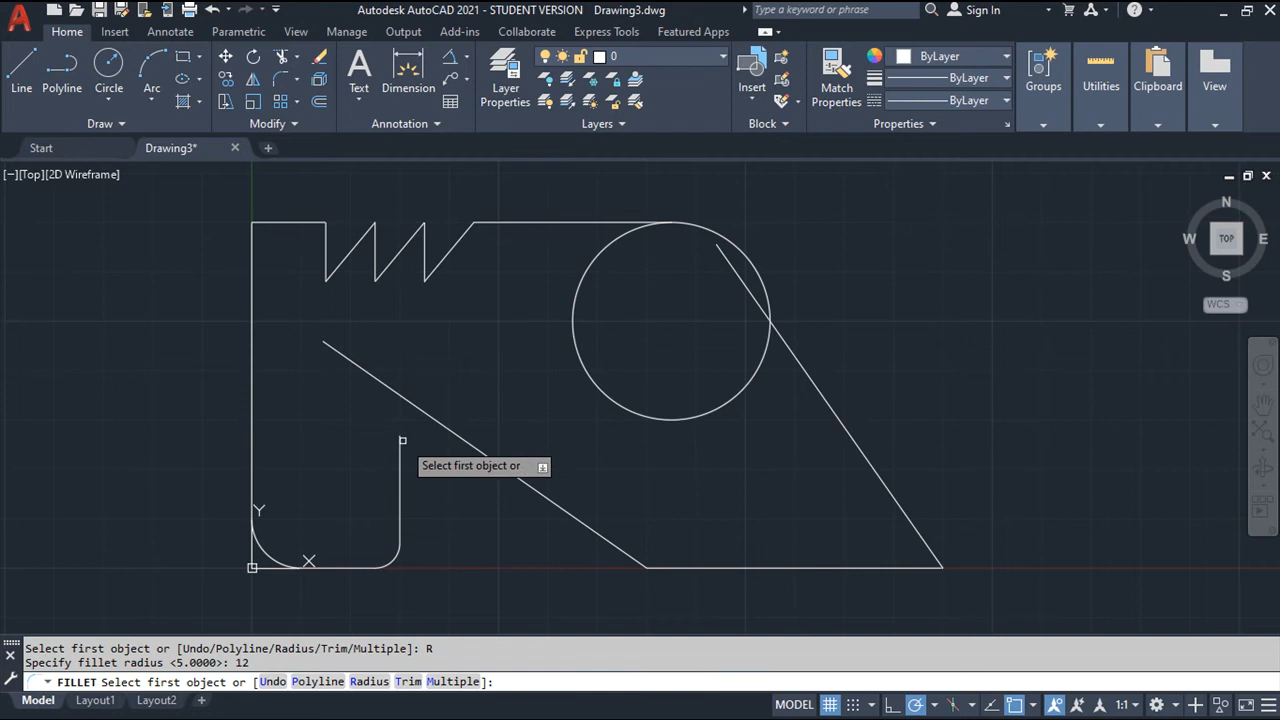 Autodesk AutoCAD 2021 - STUDENT VERSION Drawing3.dwg
Type a keyword or phrase
Sign In
Home Insert Annotate Parametric View Manage Output Add-ins Collaborate Express Tools Featured Apps
Line Polyline Circle Arc
Text Dimension
Layer
Properties
0
Insert
Match
Properties
ByLayer
ByLayer
ByLayer
Groups Utilities Clipboard View
Draw Modify Annotation Layers Block Properties
Start Drawing3* +
[−][Top][2D Wireframe]
N
W TOP E
S
WCS
Select first object or
Y
X
Select first object or [Undo/Polyline/Radius/Trim/Multiple]: R
Specify fillet radius <5.0000>: 12
FILLET Select first object or [Undo Polyline Radius Trim Multiple]:
Model Layout1 Layout2 +
MODEL 1:1